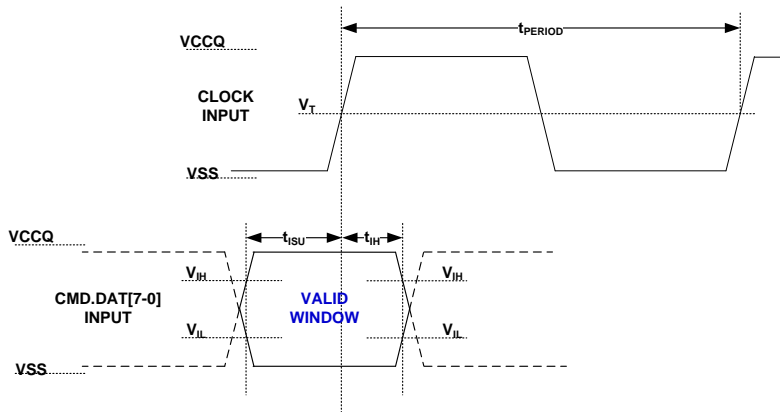 VCCQ
tPERIOD
CLOCK
INPUT
VT
VSS
VCCQ
tISU
tIH
VIH
VIH
CMD.DAT[7-0]
INPUT
VALID
WINDOW
VIL
VIL
VSS